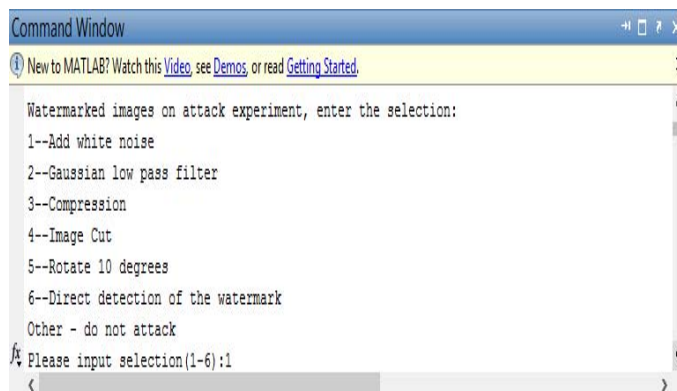 Command Window
New to MATLAB? Watch this Video, see Demos, or read Getting Started.
Watermarked images on attack experiment, enter the selection:
1--Add white noise
2--Gaussian low pass filter
3--Compression
4--Image Cut
5--Rotate 10 degrees
6--Direct detection of the watermark
Other - do not attack
fx Please input selection(1-6):1